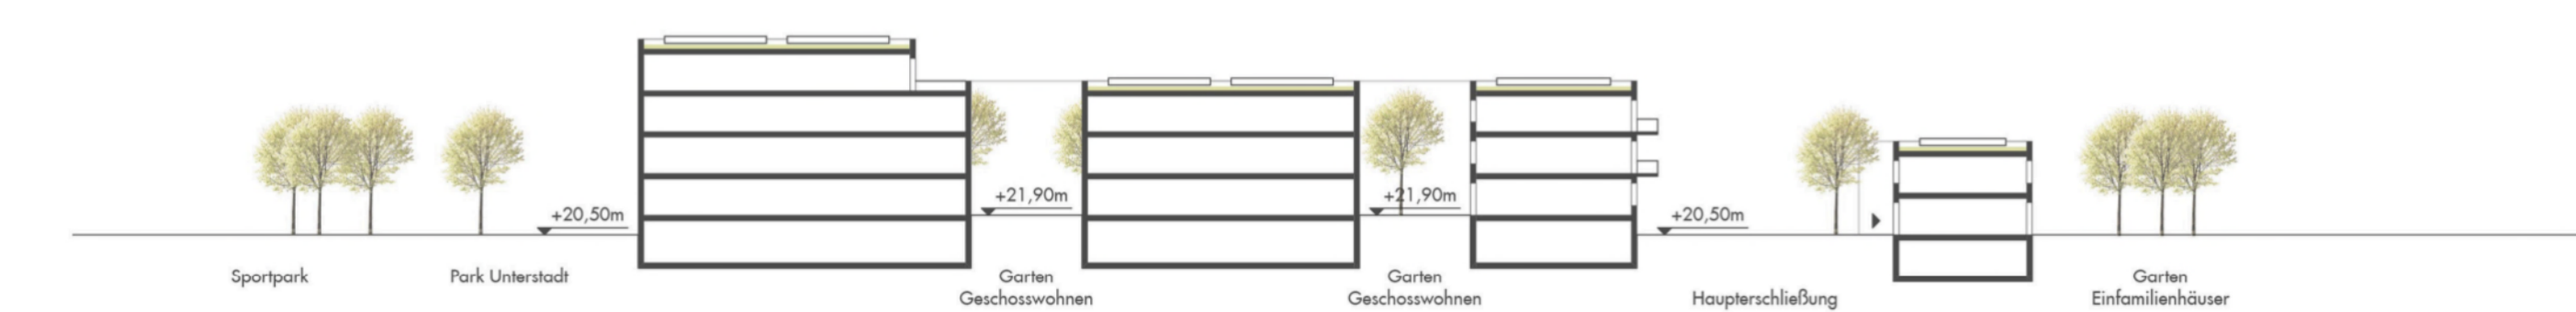 +20,50m
+21,90m
+21,90m
+20,50m
Sportpark
Park Unterstadt
Garten
Geschosswohnen
Garten
Geschosswohnen
Haupterschließung
Garten
Einfamilienhäuser